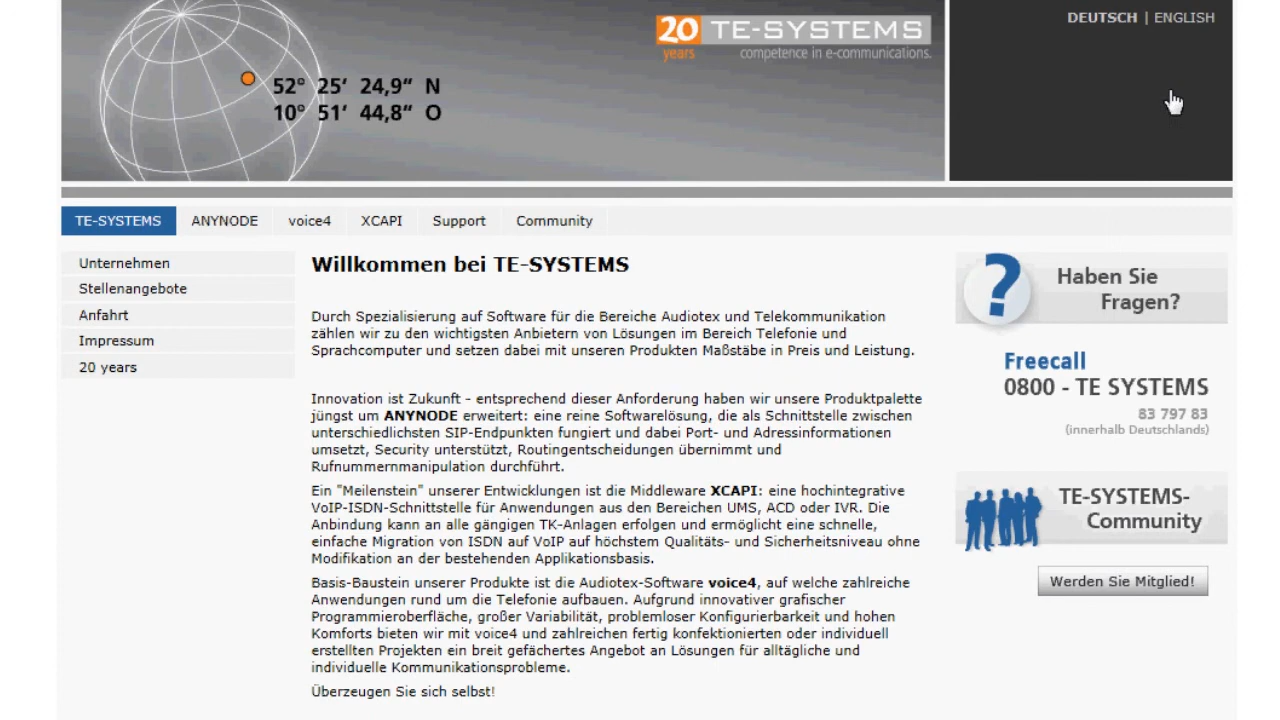 DEUTSCH | ENGLISH
20 TE-SYSTEMS
years competence in e-communications.
52° 25‘ 24,9“ N
10° 51‘ 44,8“ O
TE-SYSTEMS ANYNODE voice4 XCAPI Support Community
Unternehmen
Stellenangebote
Anfahrt
Impressum
20 years
Willkommen bei TE-SYSTEMS
Durch Spezialisierung auf Software für die Bereiche Audiotex und Telekommunikation
zählen wir zu den wichtigsten Anbietern von Lösungen im Bereich Telefonie und
Sprachcomputer und setzen dabei mit unseren Produkten Maßstäbe in Preis und Leistung.
Innovation ist Zukunft - entsprechend dieser Anforderung haben wir unsere Produktpalette
jüngst um ANYNODE erweitert: eine reine Softwarelösung, die als Schnittstelle zwischen
unterschiedlichsten SIP-Endpunkten fungiert und dabei Port- und Adressinformationen
umsetzt, Security unterstützt, Routingentscheidungen übernimmt und
Rufnummernmanipulation durchführt.
Ein "Meilenstein" unserer Entwicklungen ist die Middleware XCAPI: eine hochintegrative
VoIP-ISDN-Schnittstelle für Anwendungen aus den Bereichen UMS, ACD oder IVR. Die
Anbindung kann an alle gängigen TK-Anlagen erfolgen und ermöglicht eine schnelle,
einfache Migration von ISDN auf VoIP auf höchstem Qualitäts- und Sicherheitsniveau ohne
Modifikation an der bestehenden Applikationsbasis.
Basis-Baustein unserer Produkte ist die Audiotex-Software voice4, auf welche zahlreiche
Anwendungen rund um die Telefonie aufbauen. Aufgrund innovativer grafischer
Programmieroberfläche, großer Variabilität, problemloser Konfigurierbarkeit und hohen
Komforts bieten wir mit voice4 und zahlreichen fertig konfektionierten oder individuell
erstellten Projekten ein breit gefächertes Angebot an Lösungen für alltägliche und
individuelle Kommunikationsprobleme.
Überzeugen Sie sich selbst!
?
Haben Sie
Fragen?
Freecall
0800 - TE SYSTEMS
83 797 83
(innerhalb Deutschlands)
TE-SYSTEMS-
Community
Werden Sie Mitglied!